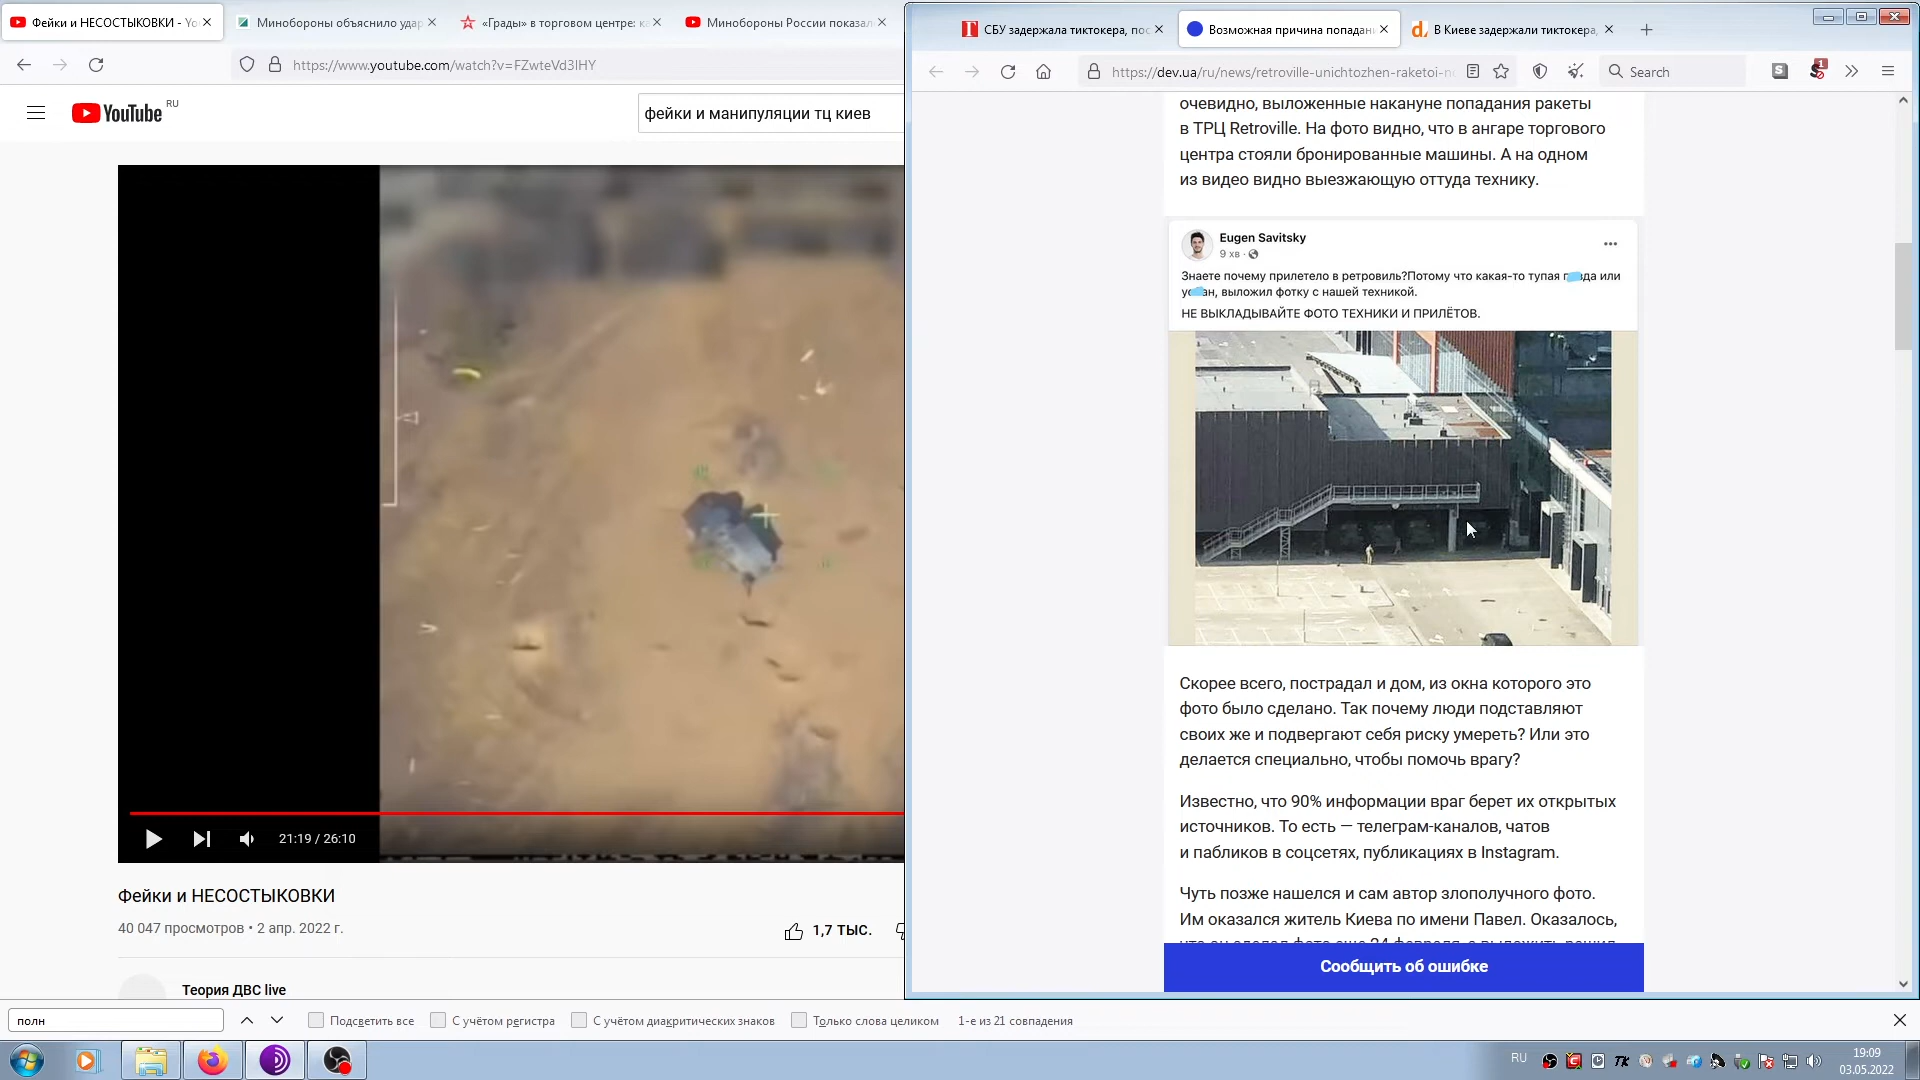 Фейки и НЕСОСТЫКОВКИ - Yo
Минобороны объяснило удар
«Грады» в торговом центре: ка
Минобороны России показал
https://www.youtube.com/watch?v=FZwteVd3lHY
YouTube RU
фейки и манипуляции тц киев
21:19 / 26:10
Фейки и НЕСОСТЫКОВКИ
40 047 просмотров • 2 апр. 2022 г.
1,7 ТЫС.
Теория ДВС live
СБУ задержала тиктокера, пос
Возможная причина попадан
В Киеве задержали тиктокера,
https://dev.ua/ru/news/retroville-unichtozhen-raketoi-n
Search
S
1
очевидно, выложенные накануне попадания ракеты
в ТРЦ Retroville. На фото видно, что в ангаре торгового
центра стояли бронированные машины. А на одном
из видео видно выезжающую оттуда технику.
Eugen Savitsky
9 хв ·
Знаете почему прилетело в ретровиль?Потому что какая-то тупая п зда или
ус ан, выложил фотку с нашей техникой.
НЕ ВЫКЛАДЫВАЙТЕ ФОТО ТЕХНИКИ И ПРИЛЁТОВ.
Скорее всего, пострадал и дом, из окна которого это
фото было сделано. Так почему люди подставляют
своих же и подвергают себя риску умереть? Или это
делается специально, чтобы помочь врагу?
Известно, что 90% информации враг берет их открытых
источников. То есть — телеграм-каналов, чатов
и пабликов в соцсетях, публикациях в Instagram.
Чуть позже нашелся и сам автор злополучного фото.
Им оказался житель Киева по имени Павел. Оказалось,
Сообщить об ошибке
полн
Подсветить все
С учётом регистра
С учётом диакритических знаков
Только слова целиком
1-е из 21 совпадения
RU
19:09
03.05.2022